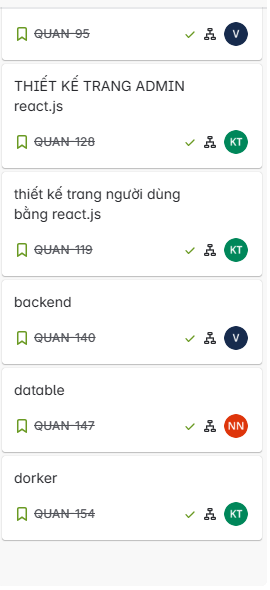 QUAN-95
V
THIẾT KẾ TRANG ADMIN
react.js
QUAN-128
KT
thiết kế trang người dùng
bằng react.js
QUAN-119
KT
backend
QUAN-140
V
datable
QUAN-147
NN
dorker
QUAN-154
KT